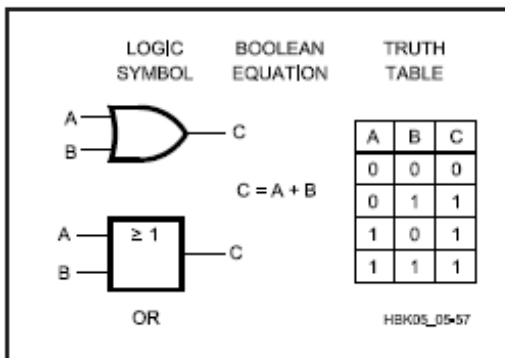 LOGIC BOOLEAN TRUTH
SYMBOL EQUATION TABLE
A
B
C
C = A + B
A B C
0 0 0
0 1 1
1 0 1
1 1 1
A
B
≥ 1
C
OR
HBK05_05-57